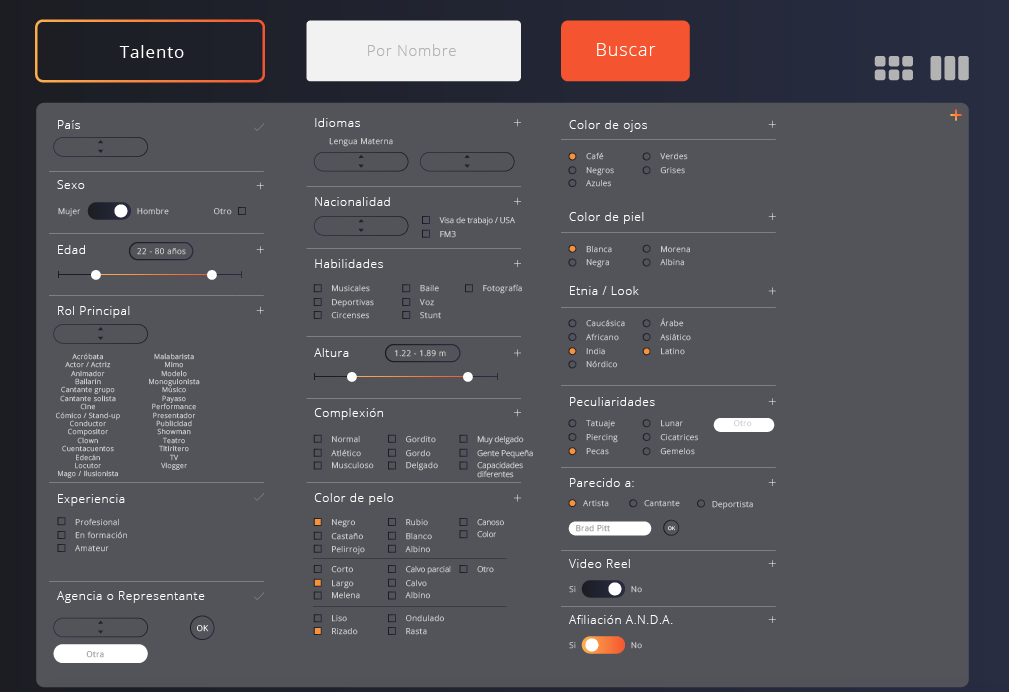 Talento
Por Nombre
Buscar
País
Sexo
Mujer Hombre Otro
Edad 22 - 80 años
Rol Principal
Acróbata
Actor / Actriz
Animador
Bailarín
Cantante grupo
Cantante solista
Cine
Cómico / Stand-up
Conductor
Compositor
Clown
Cuentacuentos
Edecán
Locutor
Mago / Ilusionista
Malabarista
Mimo
Modelo
Monogulonista
Músico
Payaso
Performance
Presentador
Publicidad
Showman
Teatro
Titiritero
TV
Vlogger
Experiencia
Profesional
En formación
Amateur
Agencia o Representante
OK
Otra
Idiomas
Lengua Materna
Nacionalidad
Visa de trabajo / USA
FM3
Habilidades
Musicales Baile Fotografía
Deportivas Voz
Circenses Stunt
Altura 1.22 - 1.89 m
Complexión
Normal Gordito Muy delgado
Atlético Gordo Gente Pequeña
Musculoso Delgado Capacidades
diferentes
Color de pelo
Negro Rubio Canoso
Castaño Blanco Color
Pelirrojo Albino
Corto Calvo parcial Otro
Largo Calvo
Melena Albino
Liso Ondulado
Rizado Rasta
Color de ojos
Café Verdes
Negros Grises
Azules
Color de piel
Blanca Morena
Negra Albina
Etnia / Look
Caucásica Árabe
Africano Asiático
India Latino
Nórdico
Peculiaridades
Tatuaje Lunar Otro
Piercing Cicatrices
Pecas Gemelos
Parecido a:
Artista Cantante Deportista
Brad Pitt OK
Video Reel
Si No
Afiliación A.N.D.A.
Si No